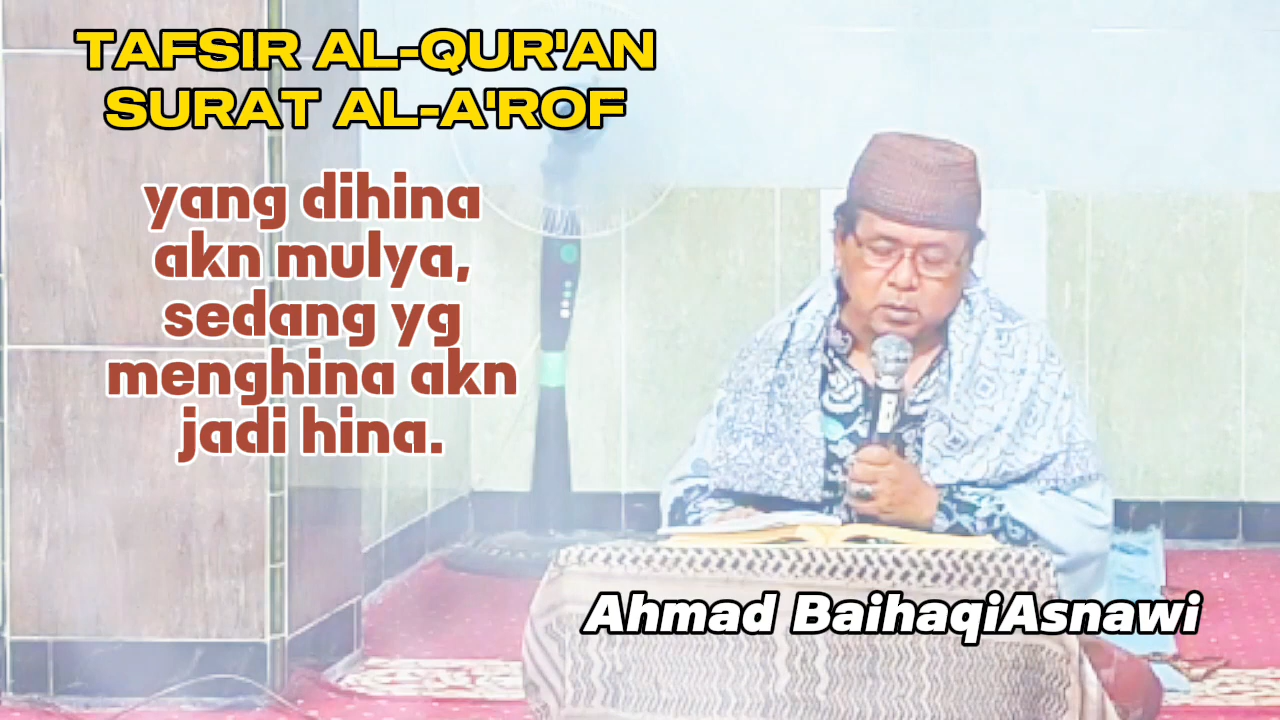 TAFSIR AL-QUR'AN
SURAT AL-A'ROF
yang dihina
akn mulya,
sedang yg
menghina akn
jadi hina.
Ahmad BaihaqiAsnawi